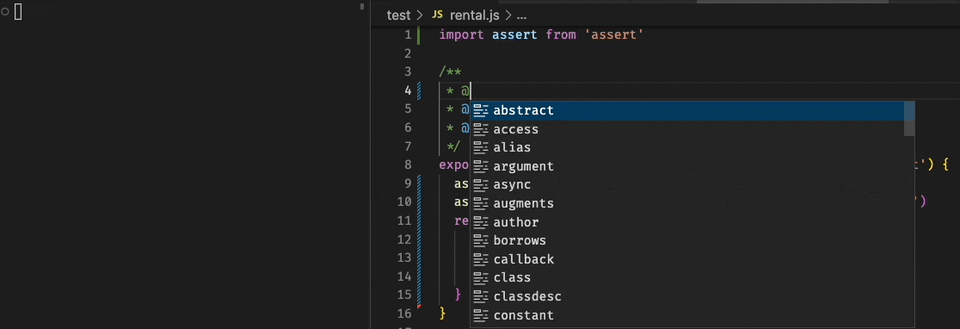 test > JS rental.js > ...
1 import assert from 'assert'
2
3 /**
4 * @
5 * @
6 * @
7 */
8 expo t') {
9 as
10 as ")
11 re
12
13
14
15 }
16 }
abstract
access
alias
argument
async
augments
author
borrows
callback
class
classdesc
constant